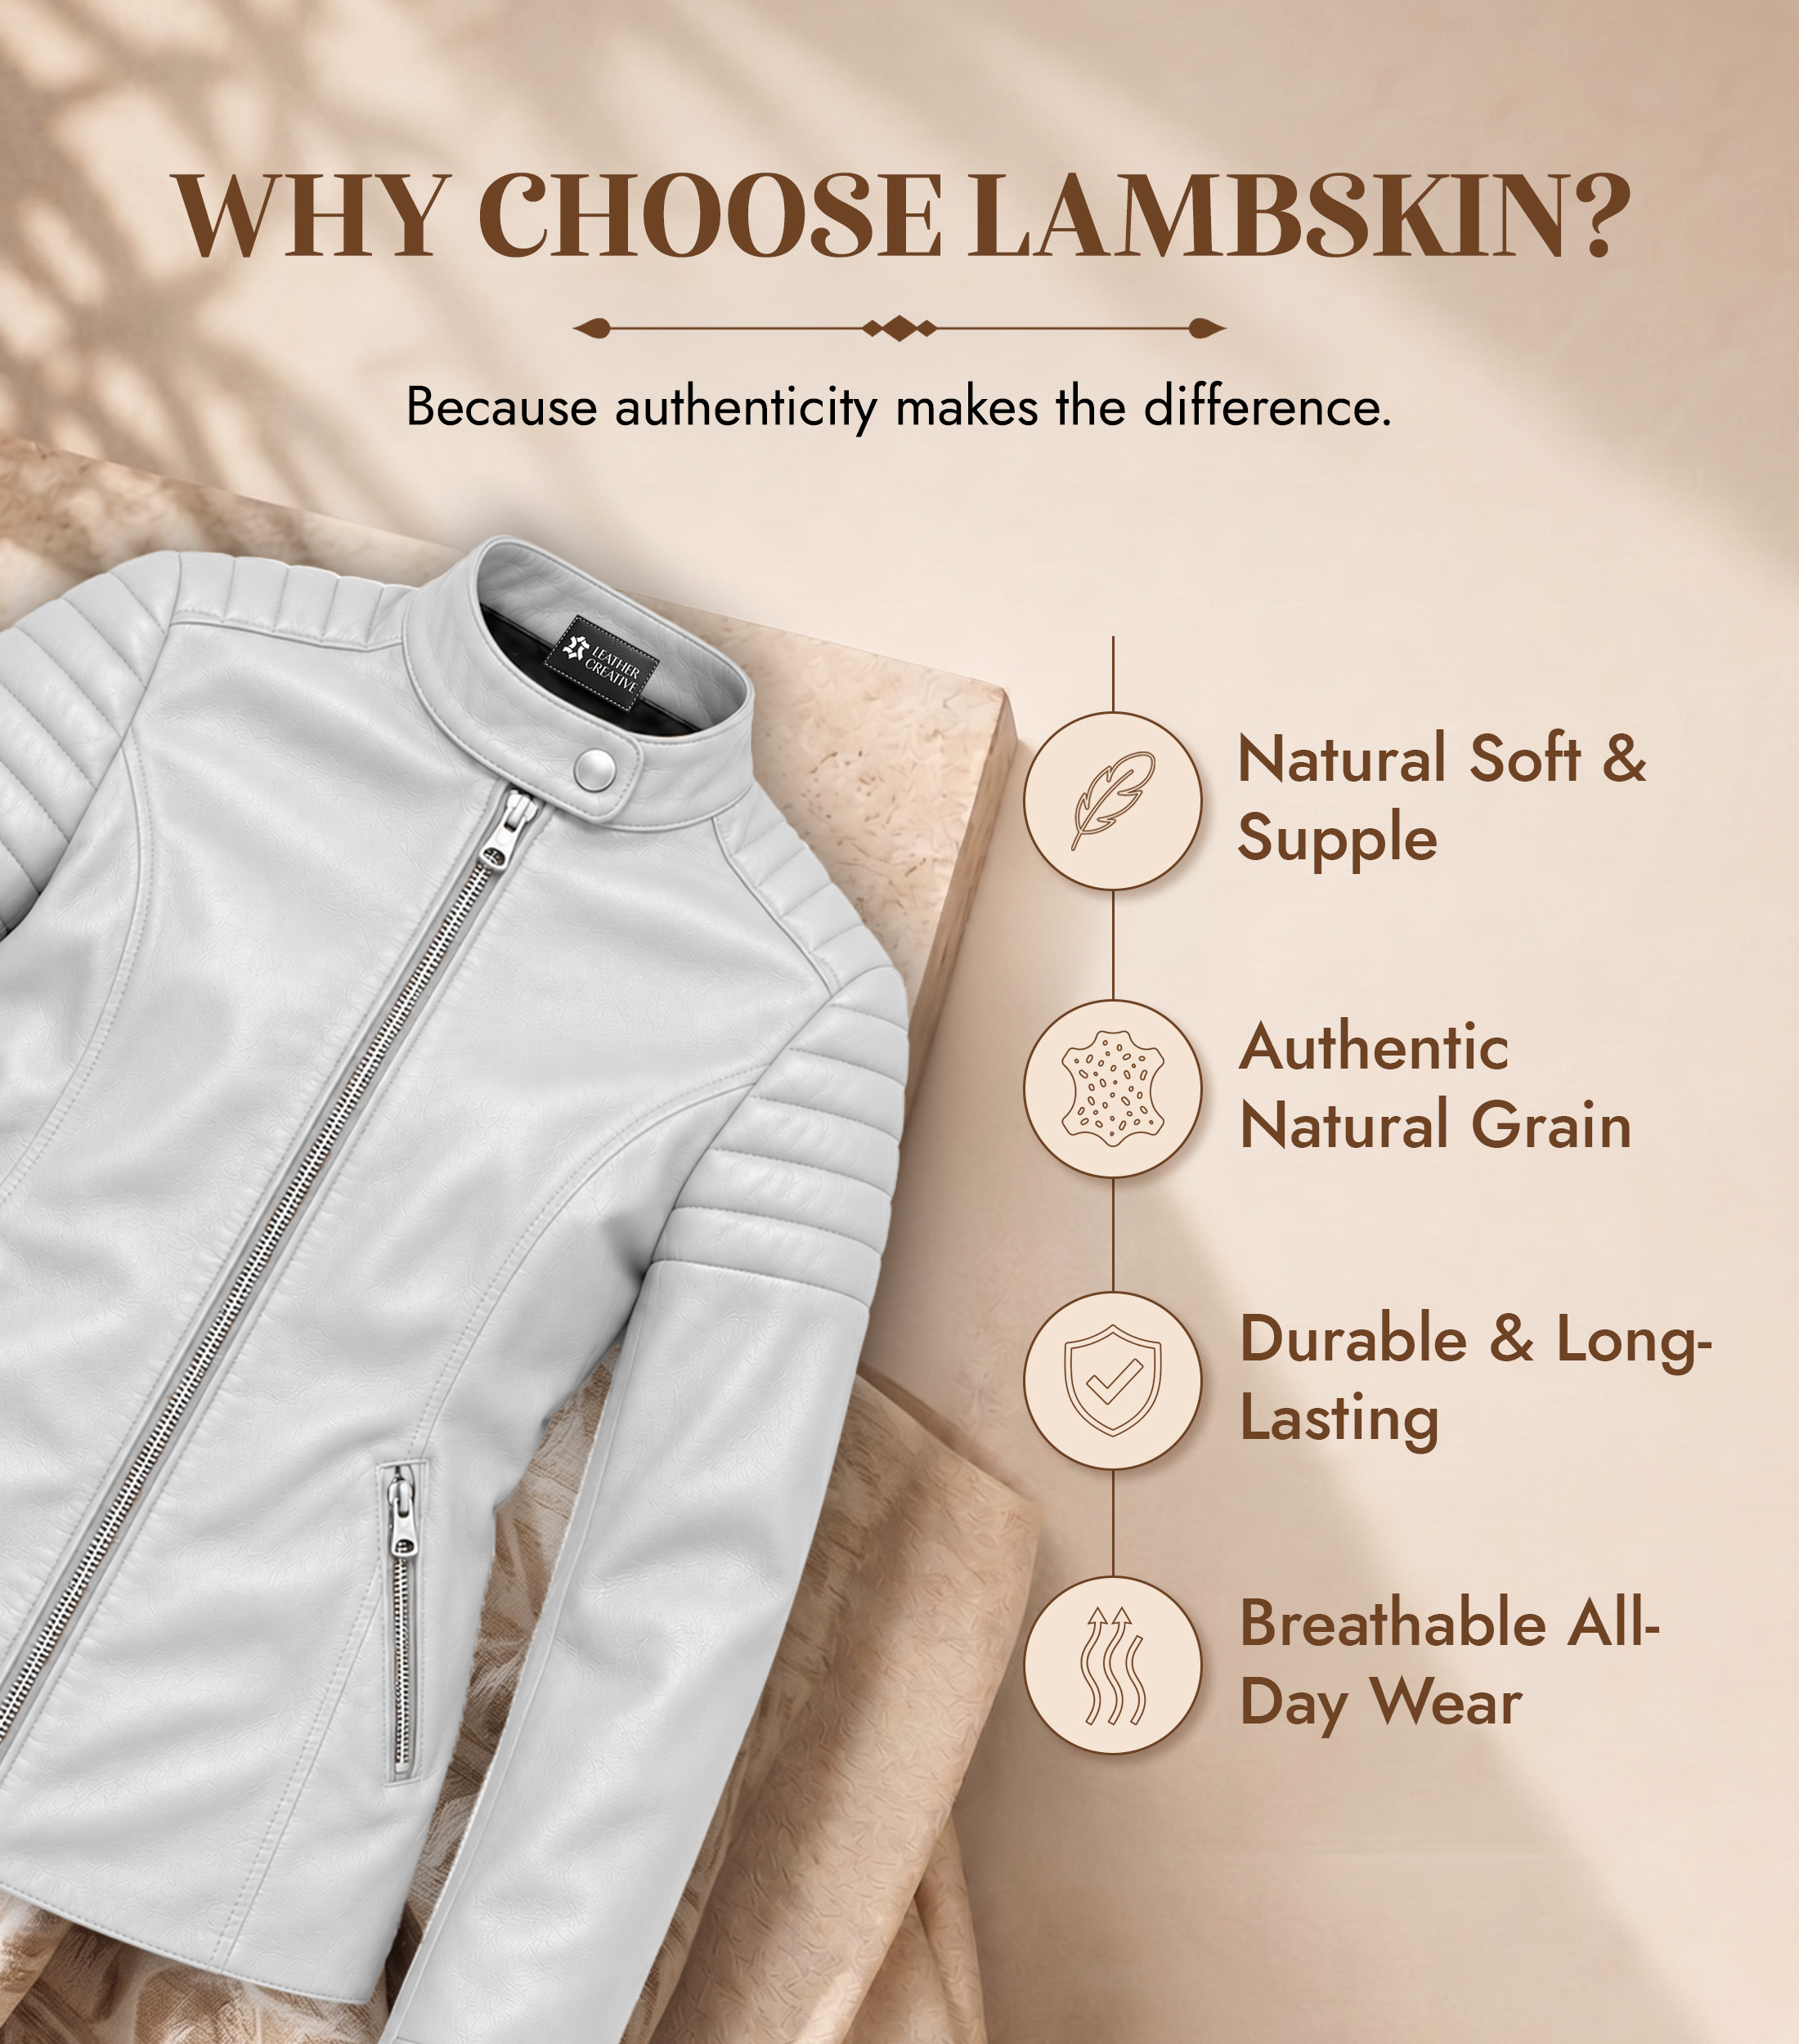 WHY CHOOSE LAMBSKIN?
Because authenticity makes the difference.
LEATHER
CREATIVE
Natural Soft &
Supple
Authentic
Natural Grain
Durable & Long-
Lasting
Breathable All-
Day Wear